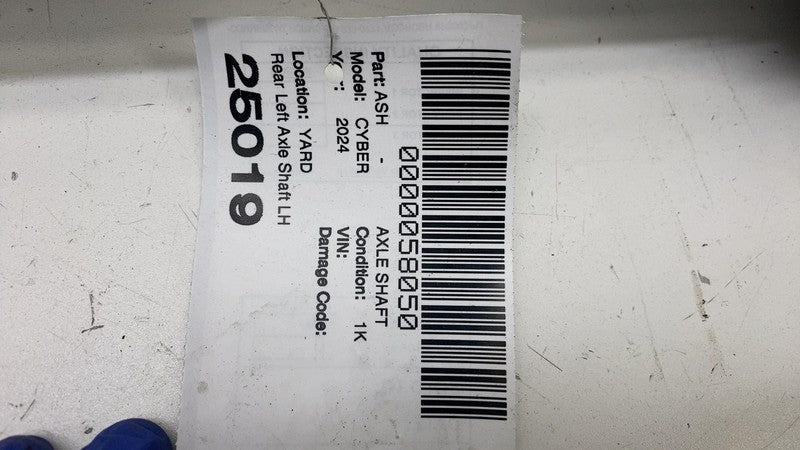 0000058050
Part: ASH - AXLE SHAFT
Model: CYBER Condition: 1K
2024 VIN:
Damage Code:
Location: YARD
Rear Left Axle Shaft LH
25019